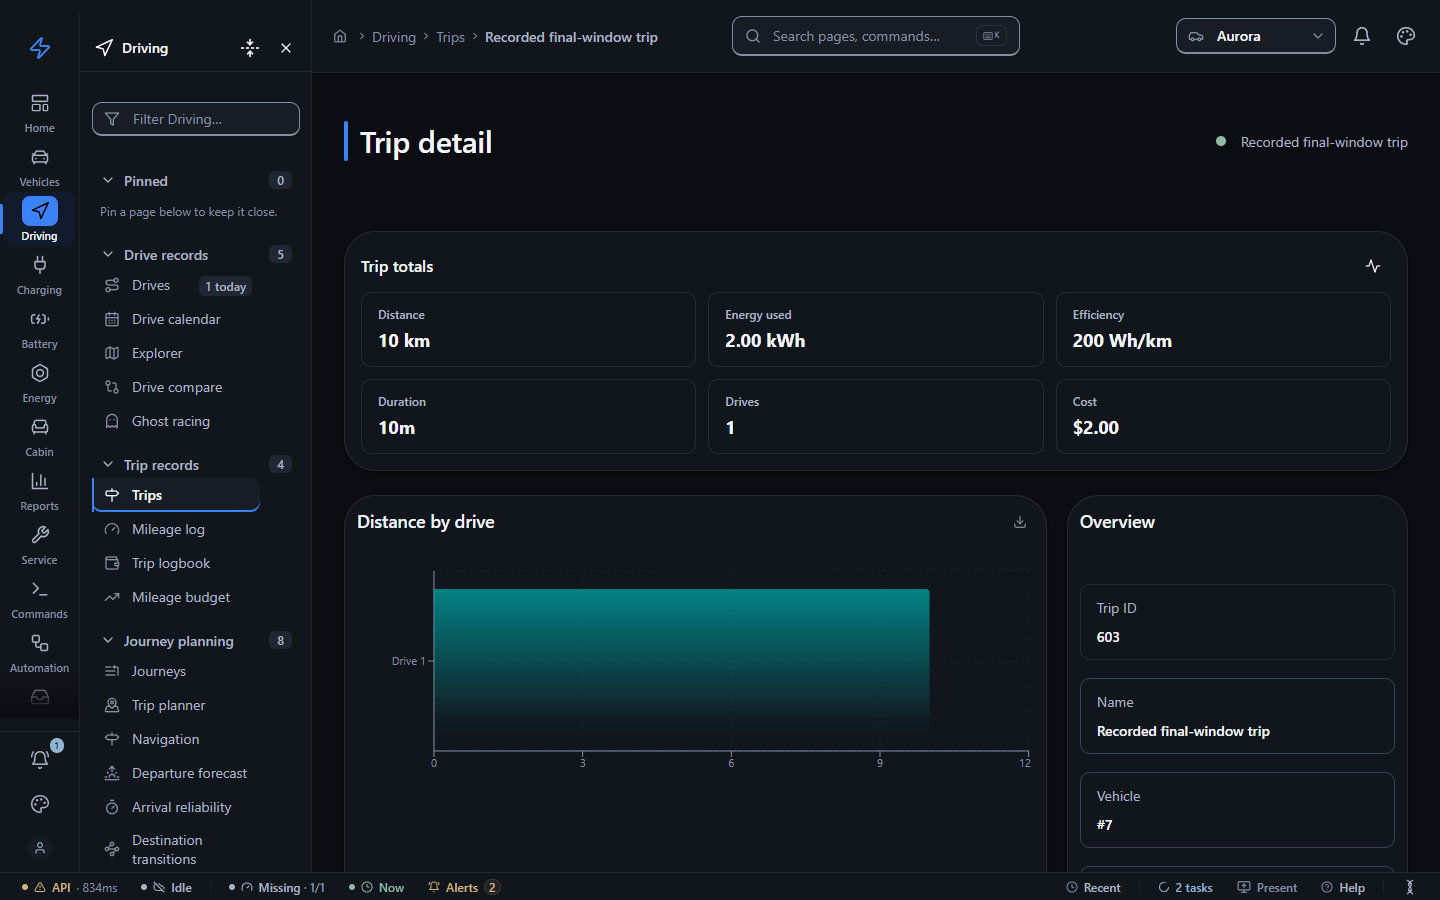 Driving
Driving
Trips
Recorded final-window trip
Search pages, commands...
K
Aurora
Home
Vehicles
Driving
Charging
Battery
Energy
Cabin
Reports
Service
Commands
Automation
1
Filter Driving...
Pinned
0
Pin a page below to keep it close.
Drive records
5
Drives
1 today
Drive calendar
Explorer
Drive compare
Ghost racing
Trip records
4
Trips
Mileage log
Trip logbook
Mileage budget
Journey planning
8
Journeys
Trip planner
Navigation
Departure forecast
Arrival reliability
Destination
transitions
Trip detail
Recorded final-window trip
Trip totals
Distance
10 km
Energy used
2.00 kWh
Efficiency
200 Wh/km
Duration
10m
Drives
1
Cost
$2.00
Distance by drive
Drive 1
0
3
6
9
12
Overview
Trip ID
603
Name
Recorded final-window trip
Vehicle
#7
API · 834ms
Idle
Missing · 1/1
Now
Alerts 2
Recent
2 tasks
Present
Help